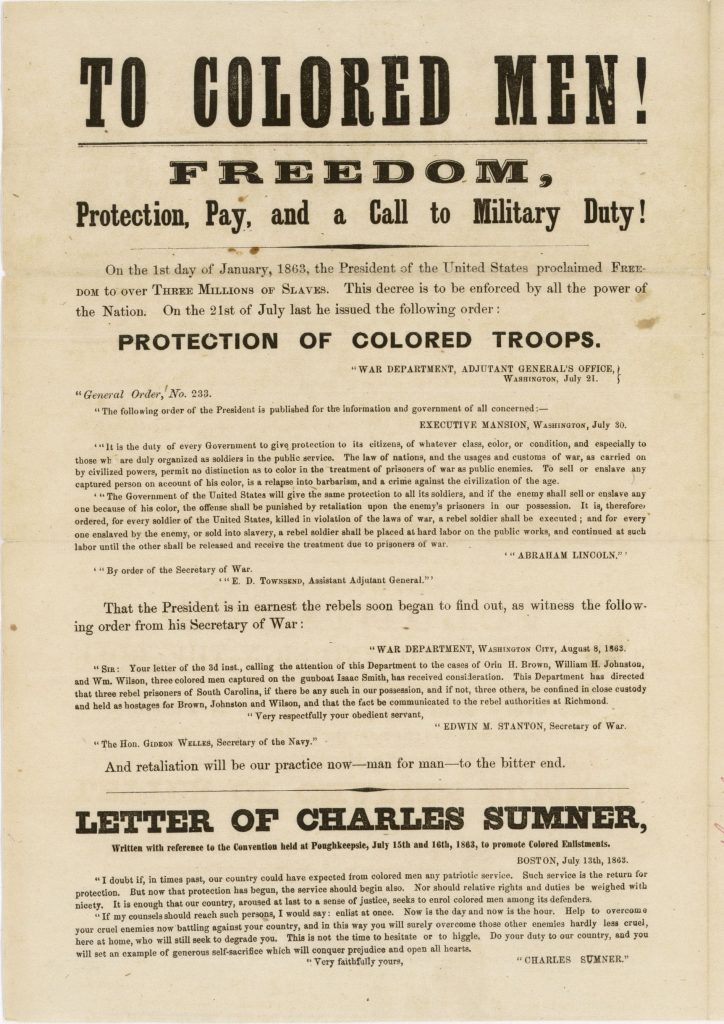 TO COLORED MEN!
FREEDOM,
Protection, Pay, and a Call to Military Duty!
On the 1st day of January, 1863, the President of the United States proclaimed FREE-
DOM to over THREE MILLIONS OF SLAVES. This decree is to be enforced by all the power of
the Nation. On the 21st of July last he issued the following order:
PROTECTION OF COLORED TROOPS.
"WAR DEPARTMENT, ADJUTANT GENERAL'S OFFICE,
WASHINGTON, July 21.
"General Order, No. 233.
"The following order of the President is published for the information and government of all concerned:—
EXECUTIVE MANSION, WASHINGTON, July 30.
'"It is the duty of every Government to give protection to its citizens, of whatever class, color, or condition, and especially to
those wh are duly organized as soldiers in the public service. The law of nations, and the usages and customs of war, as carried on
by civilized powers, permit no distinction as to color in the treatment of prisoners of war as public enemies. To sell or enslave any
captured person on account of his color, is a relapse into barbarism, and a crime against the civilization of the age.
'"The Government of the United States will give the same protection to all its soldiers, and if the enemy shall sell or enslave any
one because of his color, the offense shall be punished by retaliation upon the enemy's prisoners in our possession. It is, therefore
ordered, for every soldier of the United States, killed in violation of the laws of war, a rebel soldier shall be executed; and for every
one enslaved by the enemy, or sold into slavery, a rebel soldier shall be placed at hard labor on the public works, and continued at such
labor until the other shall be released and receive the treatment due to prisoners of war.
'"ABRAHAM LINCOLN."'
'"By order of the Secretary of War.
'"E. D. TOWNSEND, Assistant Adjutant General."'
That the President is in earnest the rebels soon began to find out, as witness the follow-
ing order from his Secretary of War:
"WAR DEPARTMENT, WASHINGTON CITY, August 8, 1863.
"SIR: Your letter of the 3d inst., calling the attention of this Department to the cases of Orin H. Brown, William H. Johnston,
and Wm. Wilson, three colored men captured on the gunboat Isaac Smith, has received consideration. This Department has directed
that three rebel prisoners of South Carolina, if there be any such in our possession, and if not, three others, be confined in close custody
and held as hostages for Brown, Johnston and Wilson, and that the fact be communicated to the rebel authorities at Richmond.
"Very respectfully your obedient servant,
"EDWIN M. STANTON, Secretary of War.
"The Hon. GIDEON WELLES, Secretary of the Navy."
And retaliation will be our practice now—man for man—to the bitter end.
LETTER OF CHARLES SUMNER,
Written with reference to the Convention held at Poughkeepsie, July 15th and 16th, 1863, to promote Colored Enlistments.
BOSTON, July 13th, 1863.
"I doubt if, in times past, our country could have expected from colored men any patriotic service. Such service is the return for
protection. But now that protection has begun, the service should begin also. Nor should relative rights and duties be weighed with
nicety. It is enough that our country, aroused at last to a sense of justice, seeks to enrol colored men among its defenders.
"If my counsels should reach such persons, I would say: enlist at once. Now is the day and now is the hour. Help to overcome
your cruel enemies now battling against your country, and in this way you will surely overcome those other enemies hardly less cruel,
here at home, who will still seek to degrade you. This is not the time to hesitate or to higgle. Do your duty to our country, and you
will set an example of generous self-sacrifice which will conquer prejudice and open all hearts.
"Very faithfully yours,
"CHARLES SUMNER."